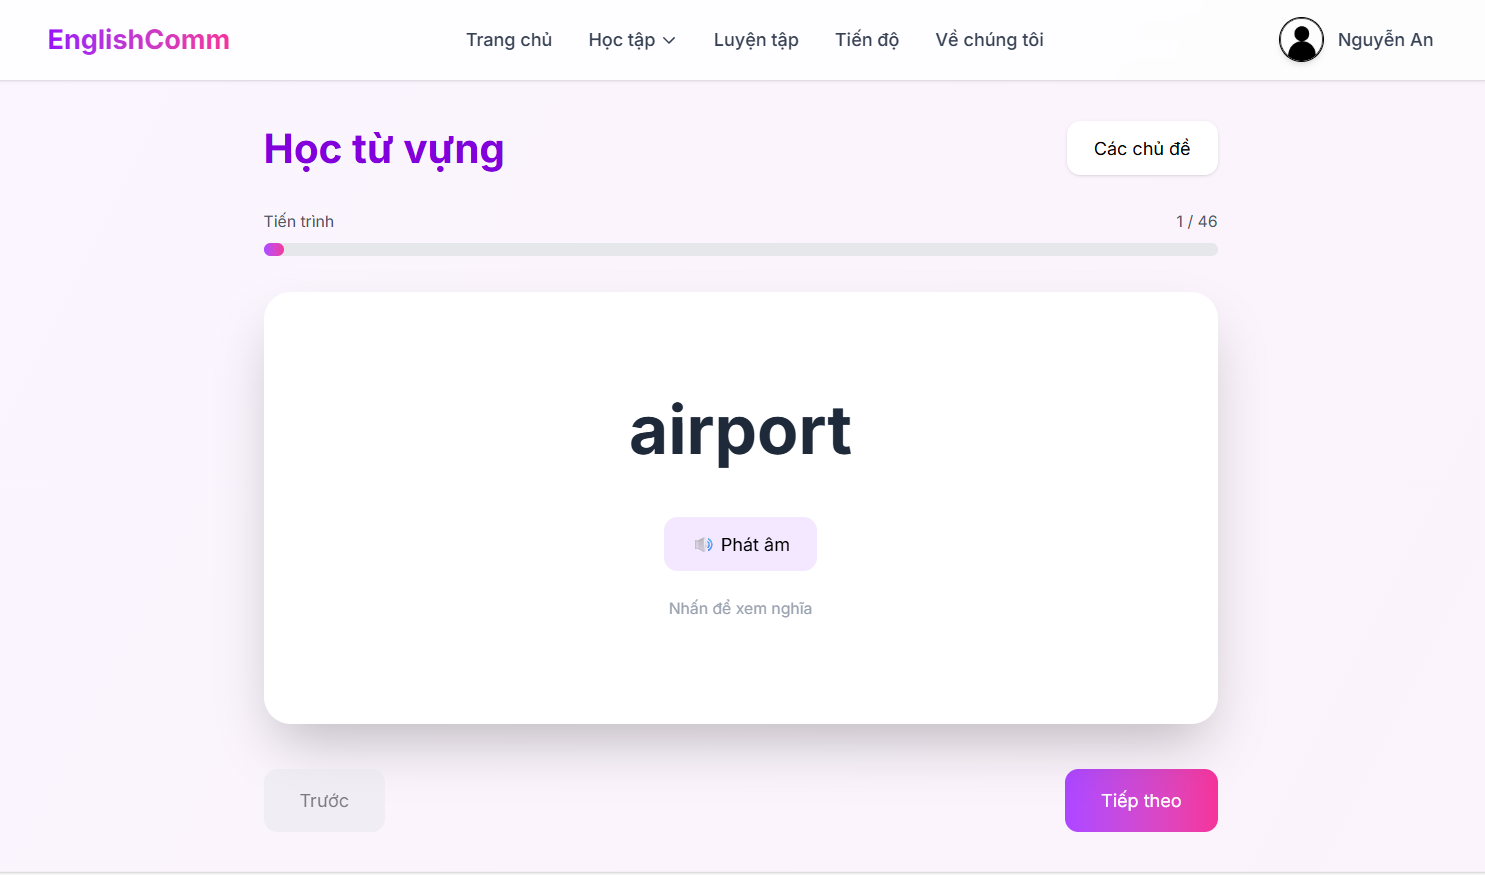 EnglishComm
Trang chủ
Học tập
Luyện tập
Tiến độ
Về chúng tôi
Nguyễn An
Học từ vựng
Các chủ đề
Tiến trình
1 / 46
airport
Phát âm
Nhấn để xem nghĩa
Trước
Tiếp theo